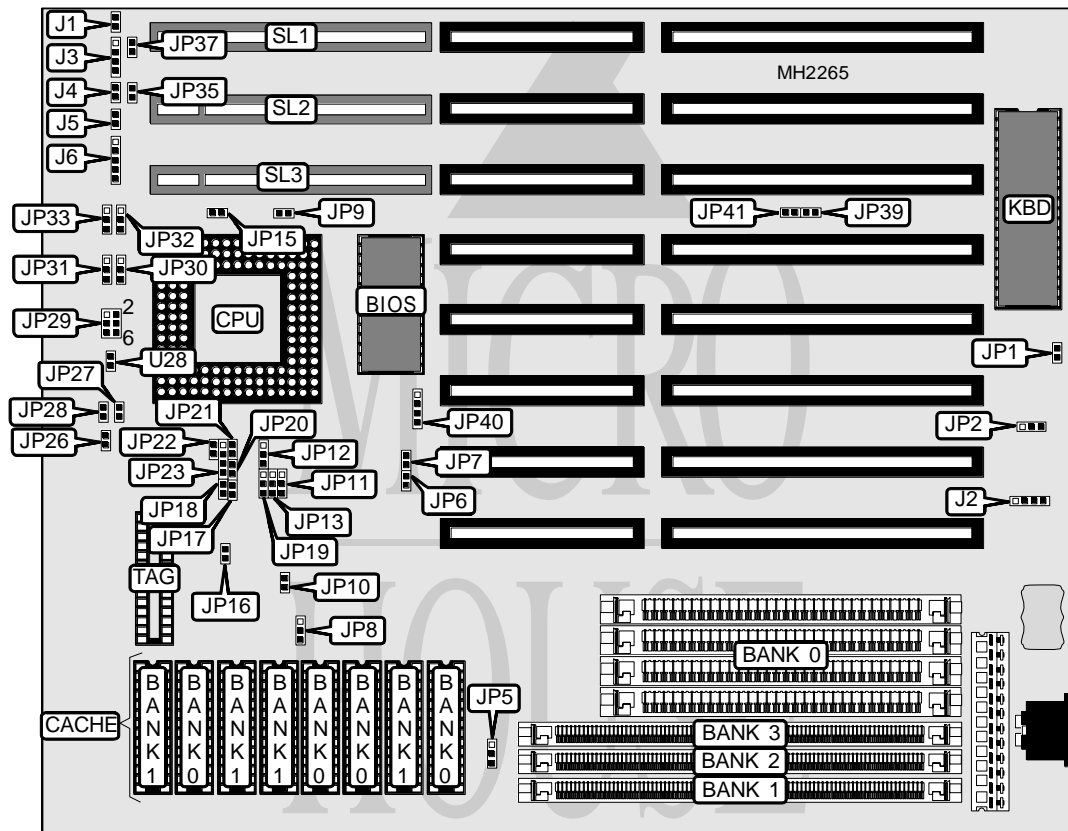 J1
SL1
JP37
J3
MH2265
J4
JP35
SL2
J5
J6
SL3
KBD
JP33
JP9
JP41
JP39
JP32
JP15
JP31
JP30
BIOS
2
JP29
CPU
6
U28
JP1
JP27
JP28
JP21
JP20
JP40
JP2
JP26
JP22
JP12
JP7
JP23
JP11
JP6
JP18
JP13
J2
JP17
JP19
TAG
JP16
JP10
JP8
BANK 0
CACHE
BANK1
BANK0
BANK1
BANK1
BANK0
BANK0
BANK1
BANK0
JP5
BANK 3
BANK 2
BANK 1
MICRO
HOUSE